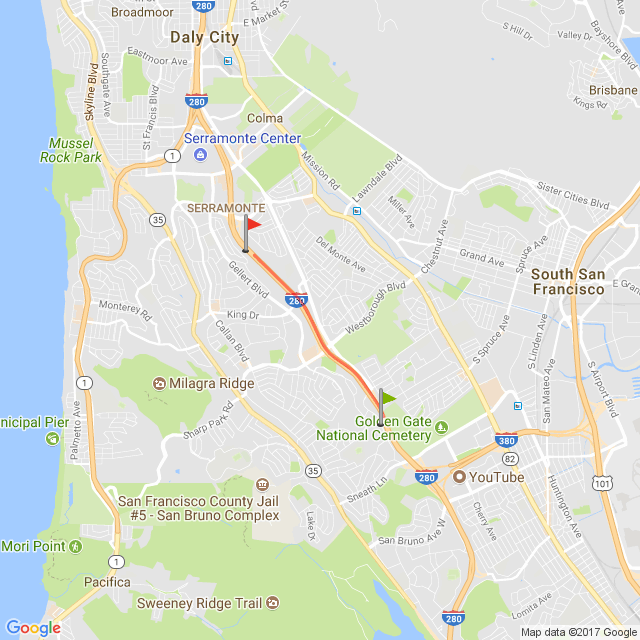 Broadmoor
280
E Market St
S Hill Dr
Bayshore Blvd
Valley Dr
Daly City
Eastmoor Ave
Skyline Blvd
Southgate Ave
St Francis Blvd
280
Colma
Brisbane
Kings Rd
Mussel
Rock Park
1
Serramonte Center
Mission Rd
Lawndale Blvd
Sister Cities Blvd
35
SERRAMONTE
Miller Ave
Del Monte Ave
Chestnut Ave
Grand Ave
Spruce Ave
South San
Francisco
E Gran
Gellert Blvd
280
Monterey Rd
King Dr
Callan Blvd
Westborough Blvd
S Spruce Ave
S Linden Ave
San Mateo Ave
S Airport Blvd
1
Milagra Ridge
Palmetto Ave
Sharp Park Rd
nicipal Pier
Golden Gate
National Cemetery
380
82
35
280
YouTube
101
San Francisco County Jail
#5 - San Bruno Complex
Sneath Ln
Lake Dr
San Bruno Ave W
Cherry Ave
Huntington Ave
Mori Point
1
Pacifica
Sweeney Ridge Trail
Lomita Ave
280
Google
Map data ©2017 Google